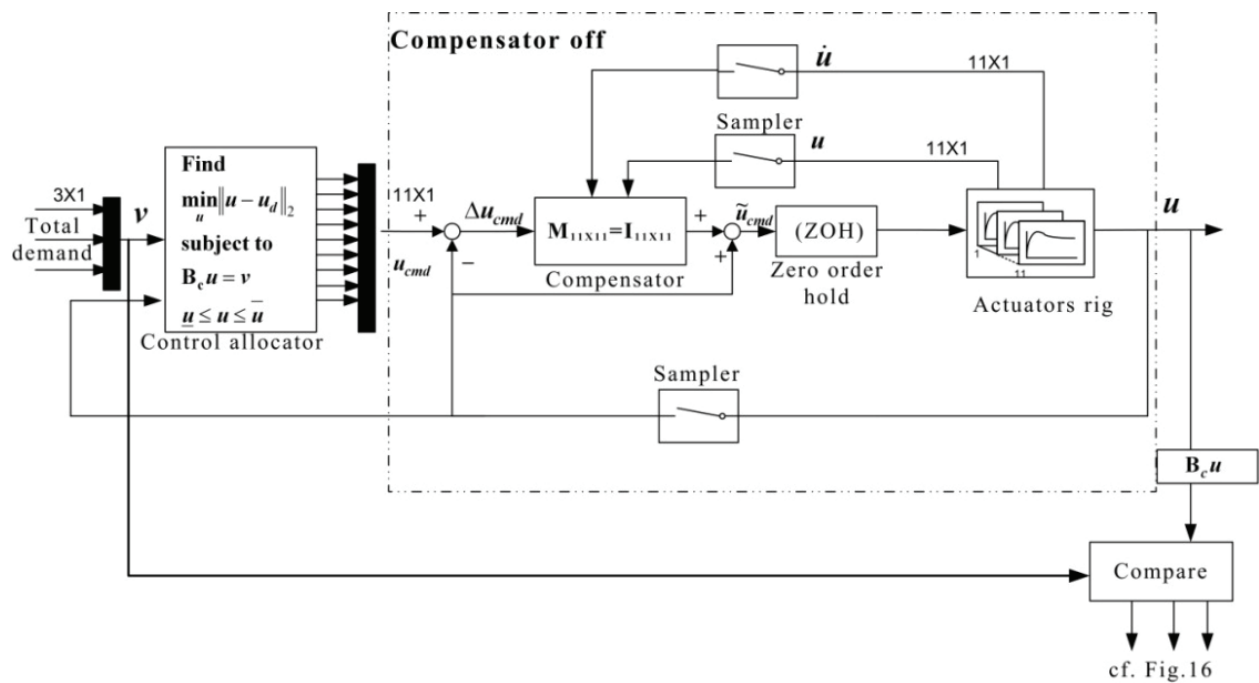 Compensator off
u̇
11X1
Sampler
u
11X1
3X1
Total
demand
v
Find
min‖u − u_d‖₂
u
subject to
B_c u = v
u̲ ≤ u ≤ u̅
Control allocator
11X1
+
u_cmd
−
Δu_cmd
M₁₁ₓ₁₁=I₁₁ₓ₁₁
Compensator
+
+
ũ_cmd
(ZOH)
Zero order
hold
1
11
Actuators rig
u
Sampler
B_c u
Compare
cf. Fig.16